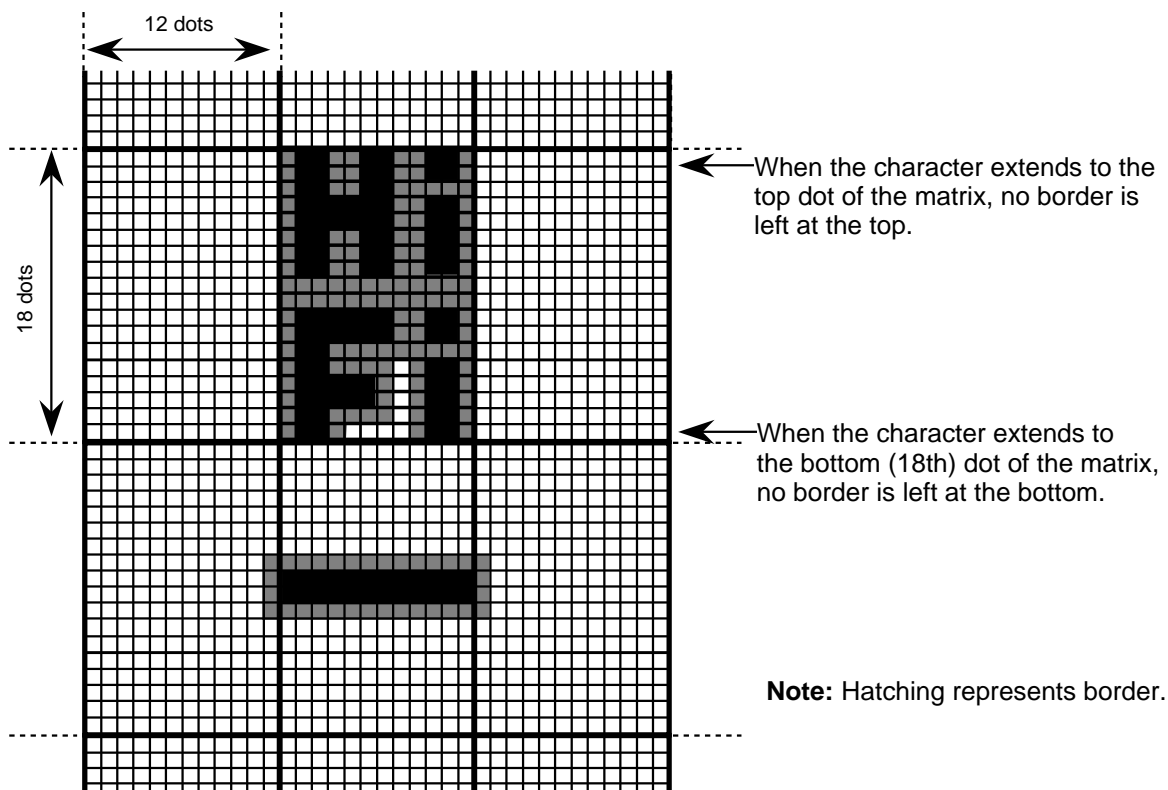 12 dots
18 dots
Hi
Fi
When the character extends to the
top dot of the matrix, no border is
left at the top.
When the character extends to
the bottom (18th) dot of the matrix,
no border is left at the bottom.
Note: Hatching represents border.